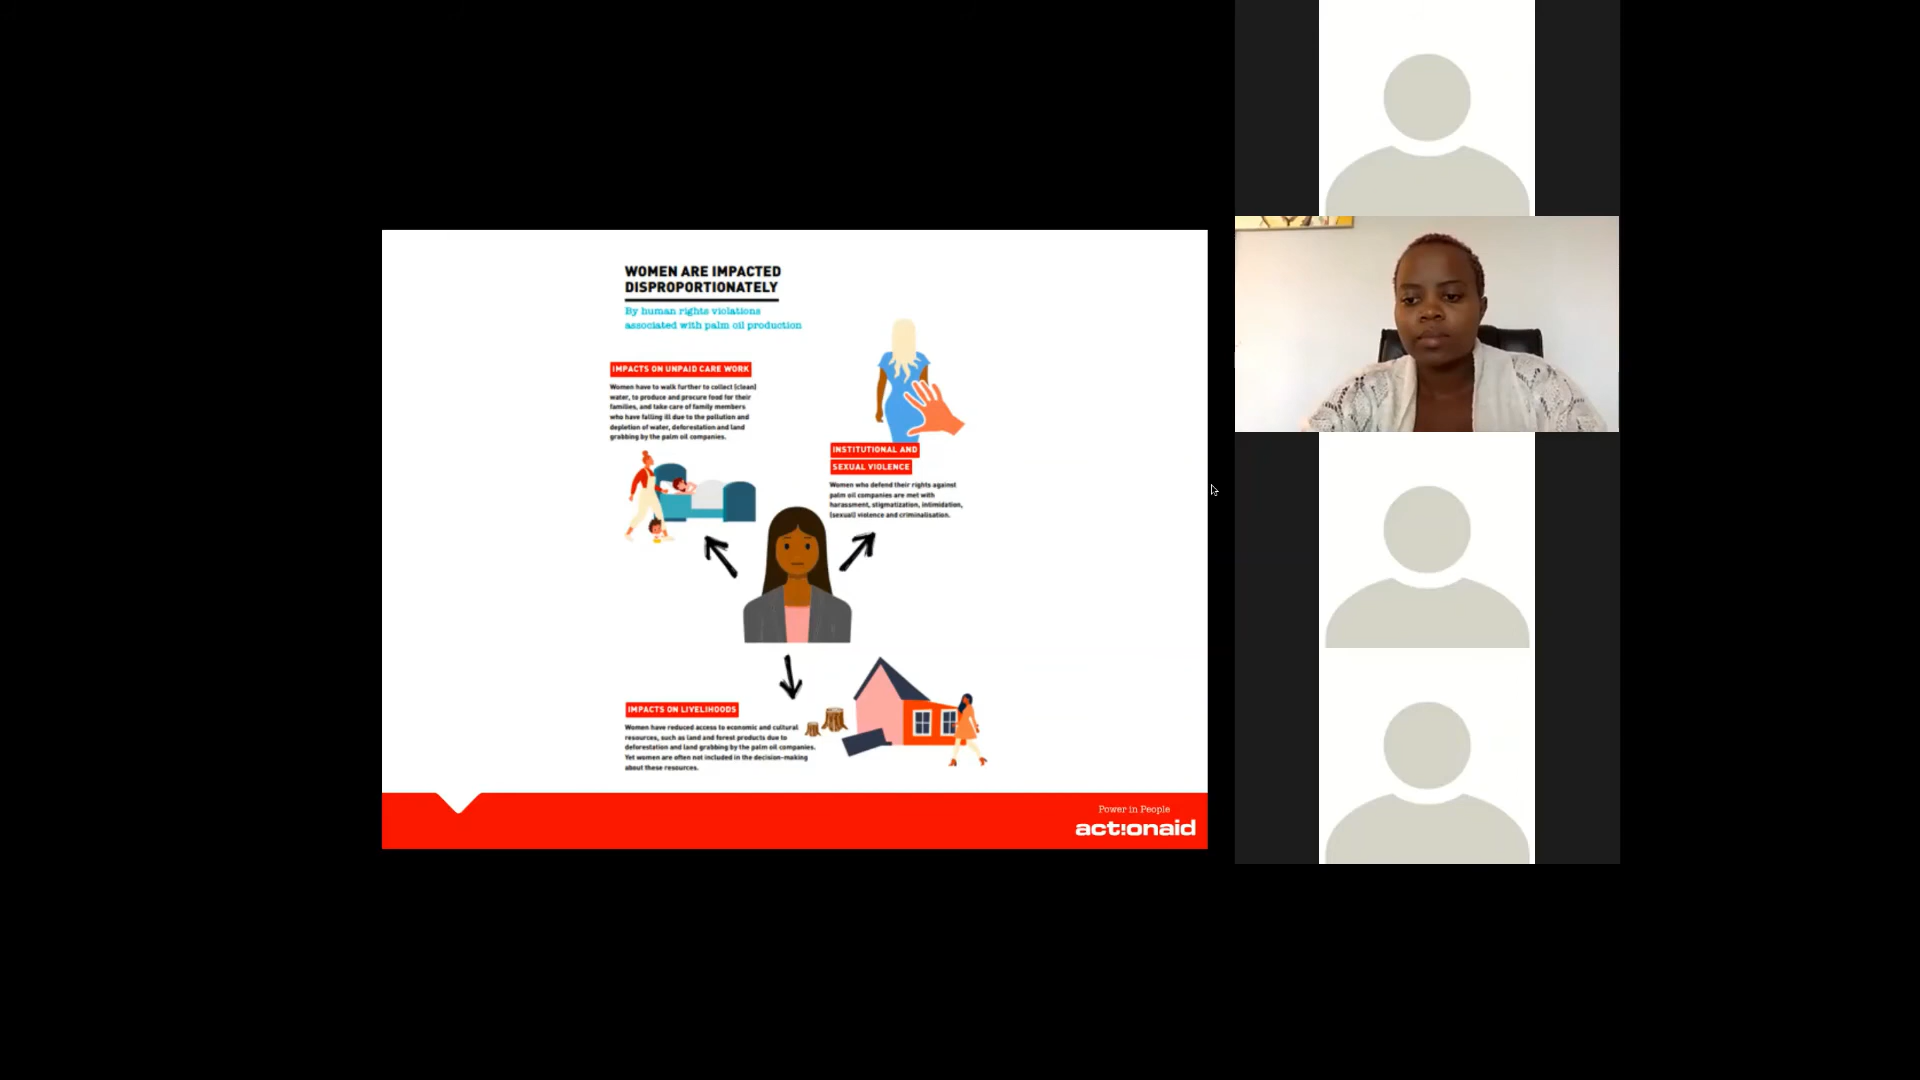 WOMEN ARE IMPACTED
DISPROPORTIONATELY
By human rights violations
associated with palm oil production
IMPACTS ON UNPAID CARE WORK
Women have to walk further to collect (clean)
water, to produce and procure food for their
families, and take care of family members
who have falling ill due to the pollution and
depletion of water, deforestation and land
grabbing by the palm oil companies.
INSTITUTIONAL AND
SEXUAL VIOLENCE
Women who defend their rights against
palm oil companies are met with
harassment, stigmatization, intimidation,
(sexual) violence and criminalisation.
IMPACTS ON LIVELIHOODS
Women have reduced access to economic and cultural
resources, such as land and forest products due to
deforestation and land grabbing by the palm oil companies.
Yet women are often not included in the decision-making
about these resources.
Power in People
act!onaid